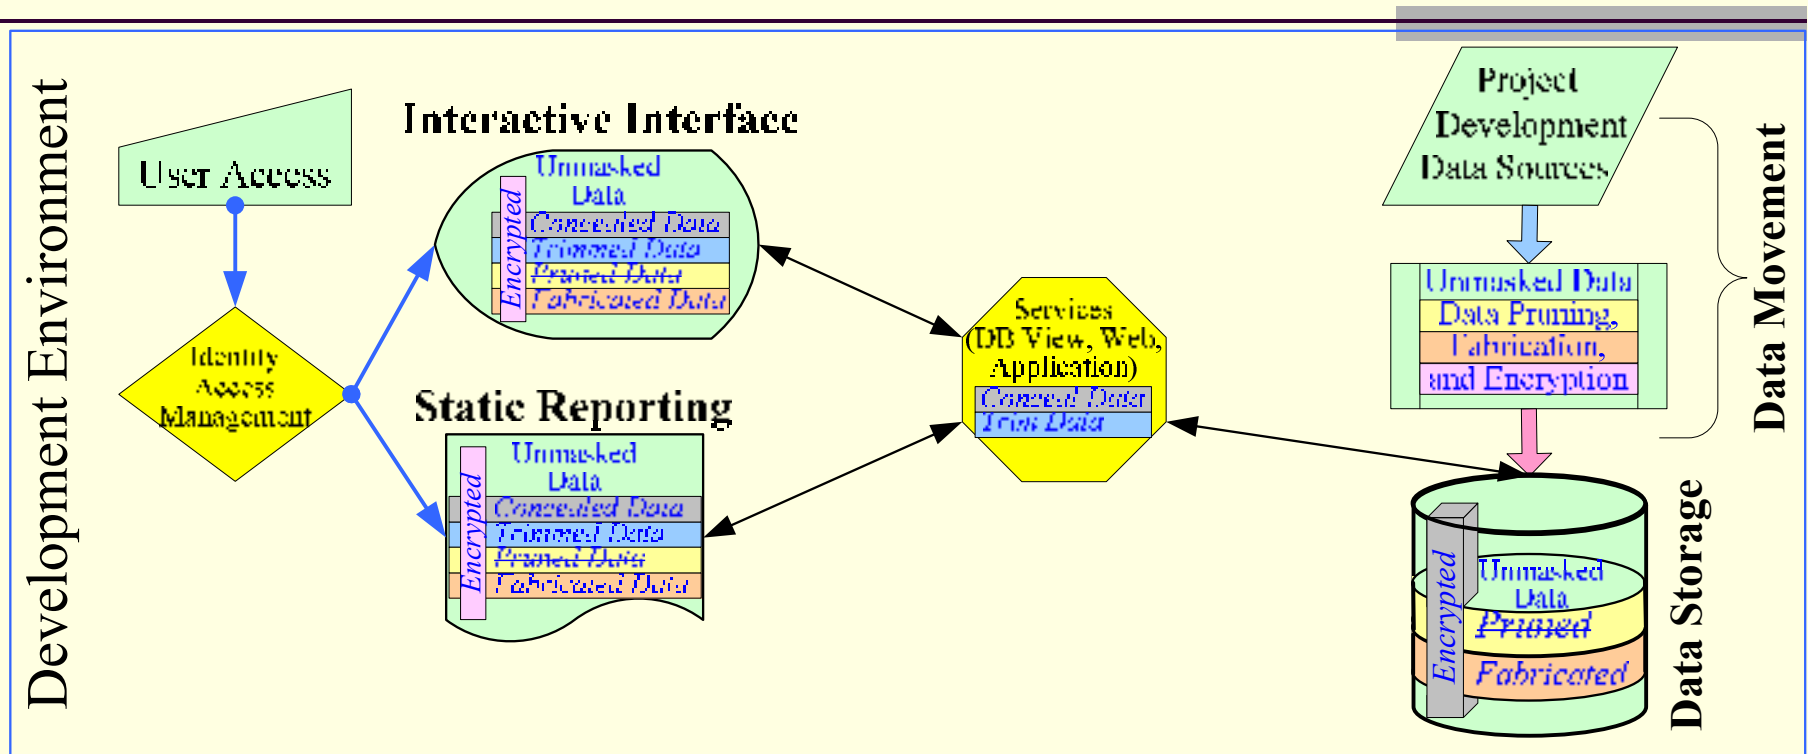 Development Environment
User Access
Identity
Access
Management
Interactive Interface
Unmasked
Data
Encrypted
Concealed Data
Trimmed Data
Pruned Data
Fabricated Data
Static Reporting
Unmasked
Data
Encrypted
Concealed Data
Trimmed Data
Pruned Data
Fabricated Data
Services
(DB View, Web,
Application)
Conceal Data
Trim Data
Project
Development
Data Sources
Unmasked Data
Data Pruning,
Fabrication,
and Encryption
Data Movement
Encrypted
Unmasked
Data
Pruned
Fabricated
Data Storage